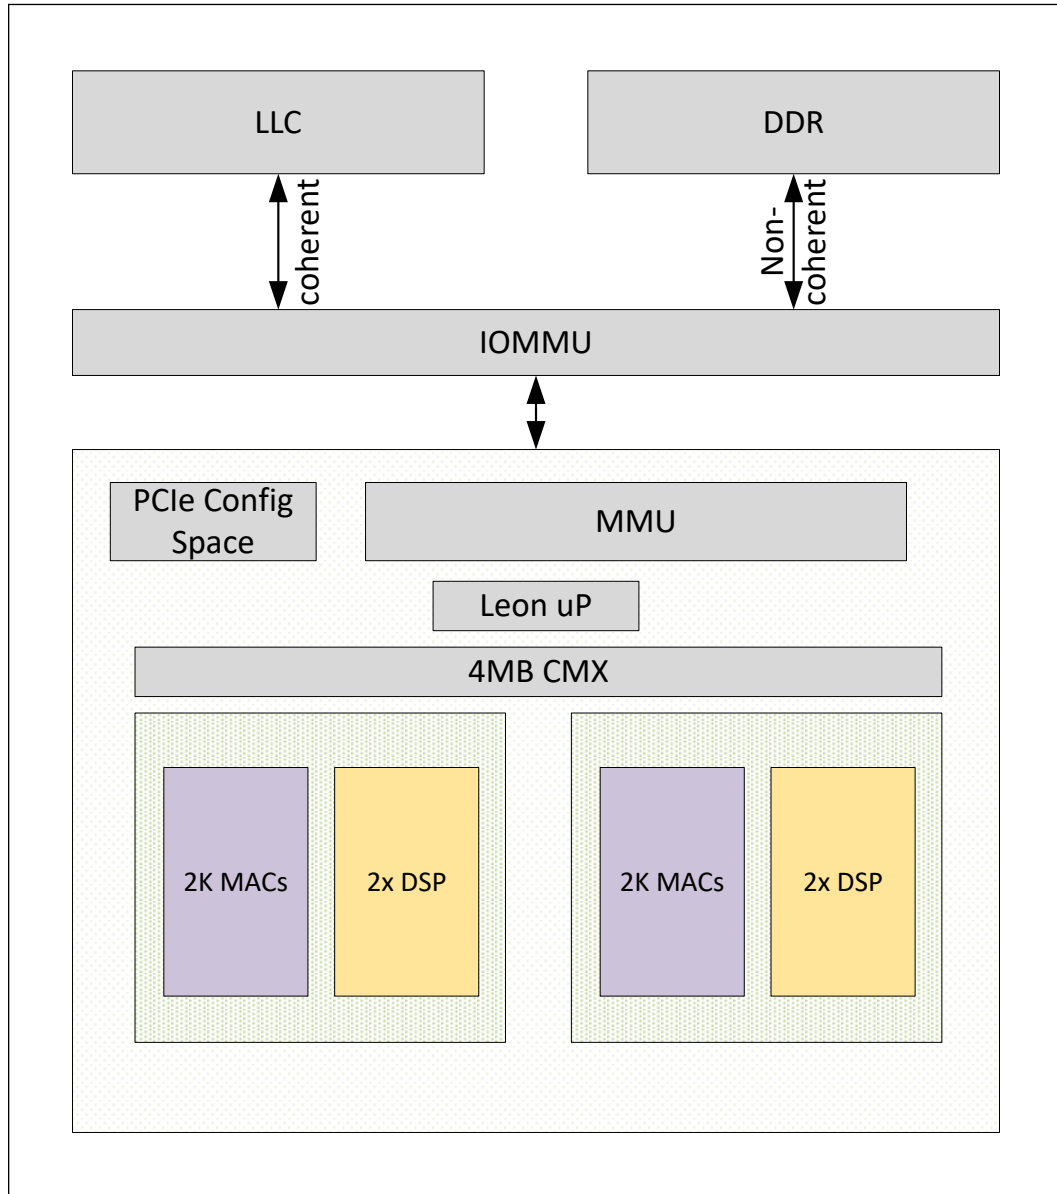 LLC
DDR
coherent
Non-
coherent
IOMMU
PCIe Config
Space
MMU
Leon uP
4MB CMX
2K MACs
2x DSP
2K MACs
2x DSP